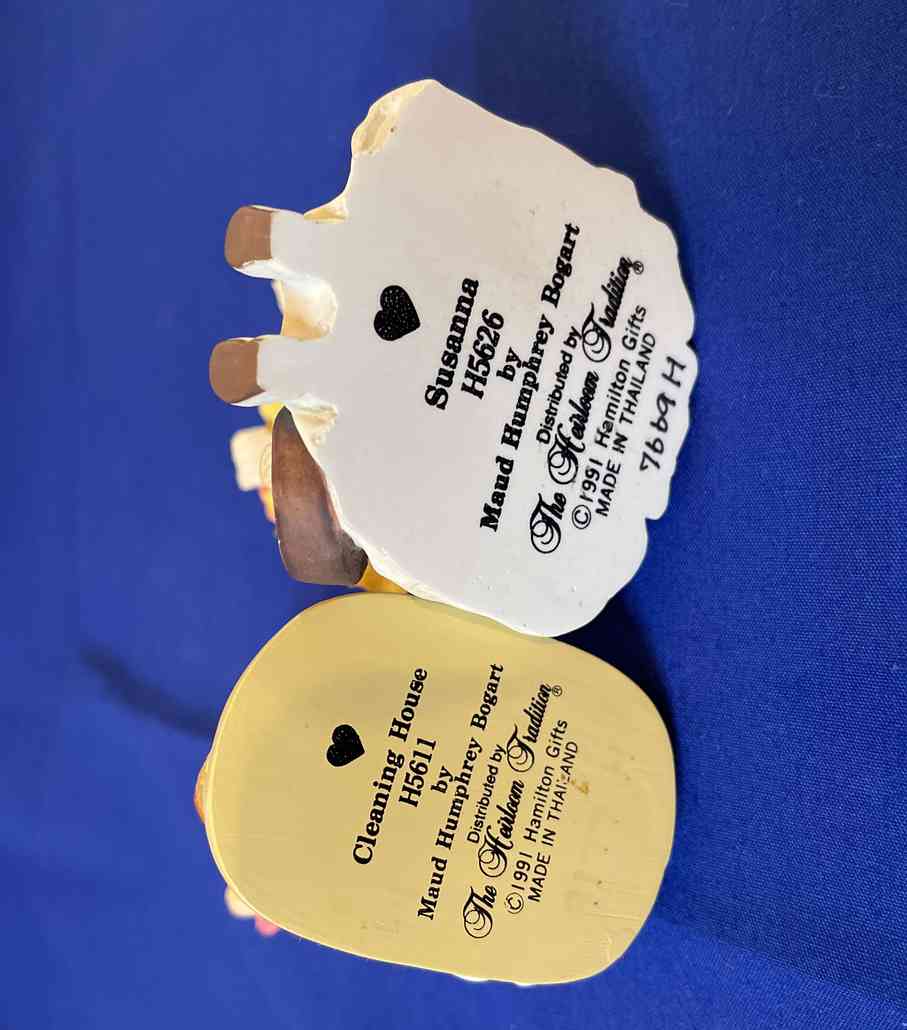 Susanna
H5626
by
Maud Humphrey Bogart
Distributed by
The Heirloom Tradition®
©1991 Hamilton Gifts
MADE IN THAILAND
7669H
Cleaning House
H5611
by
Maud Humphrey Bogart
Distributed by
The Heirloom Tradition®
©1991 Hamilton Gifts
MADE IN THAILAND